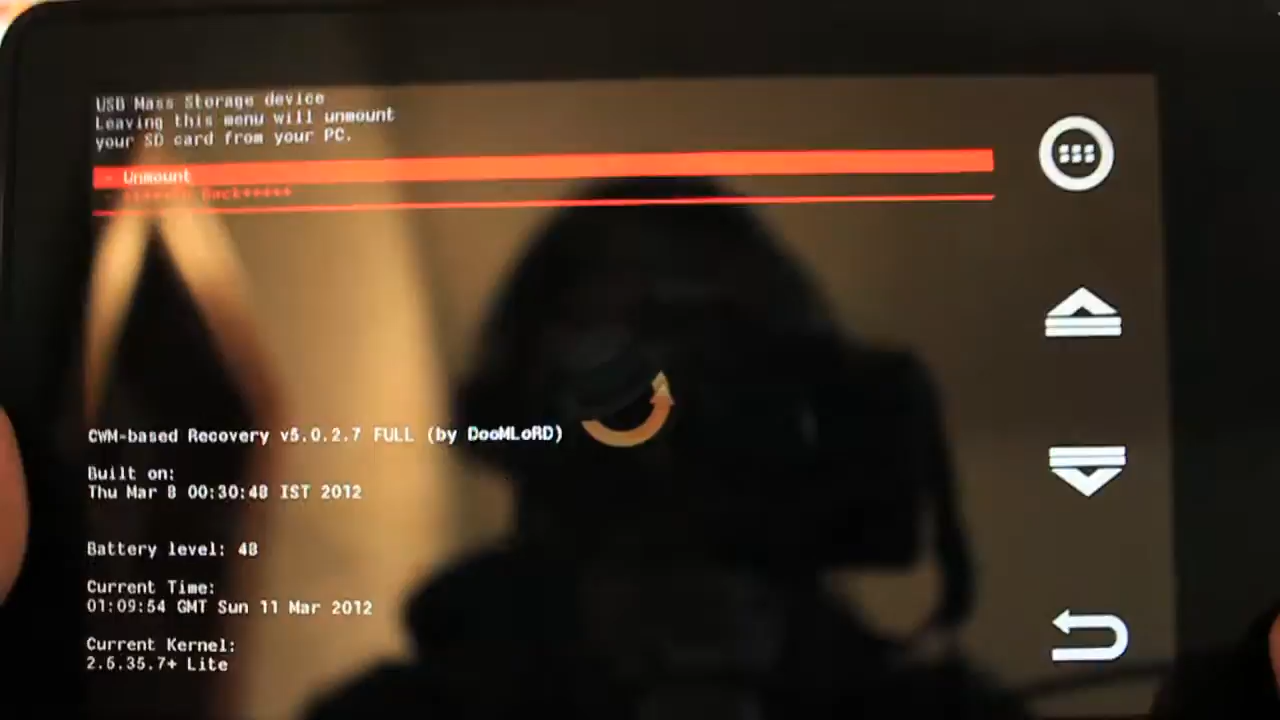 USB Mass Storage device
Leaving this menu will unmount
your SD card from your PC.
- Unmount
CWM-based Recovery v5.0.2.7 FULL (by DooMLoRD)
Built on:
Thu Mar 8 00:30:48 IST 2012
Battery level: 48
Current Time:
01:09:54 GMT Sun 11 Mar 2012
Current Kernel:
2.6.35.7+ Lite